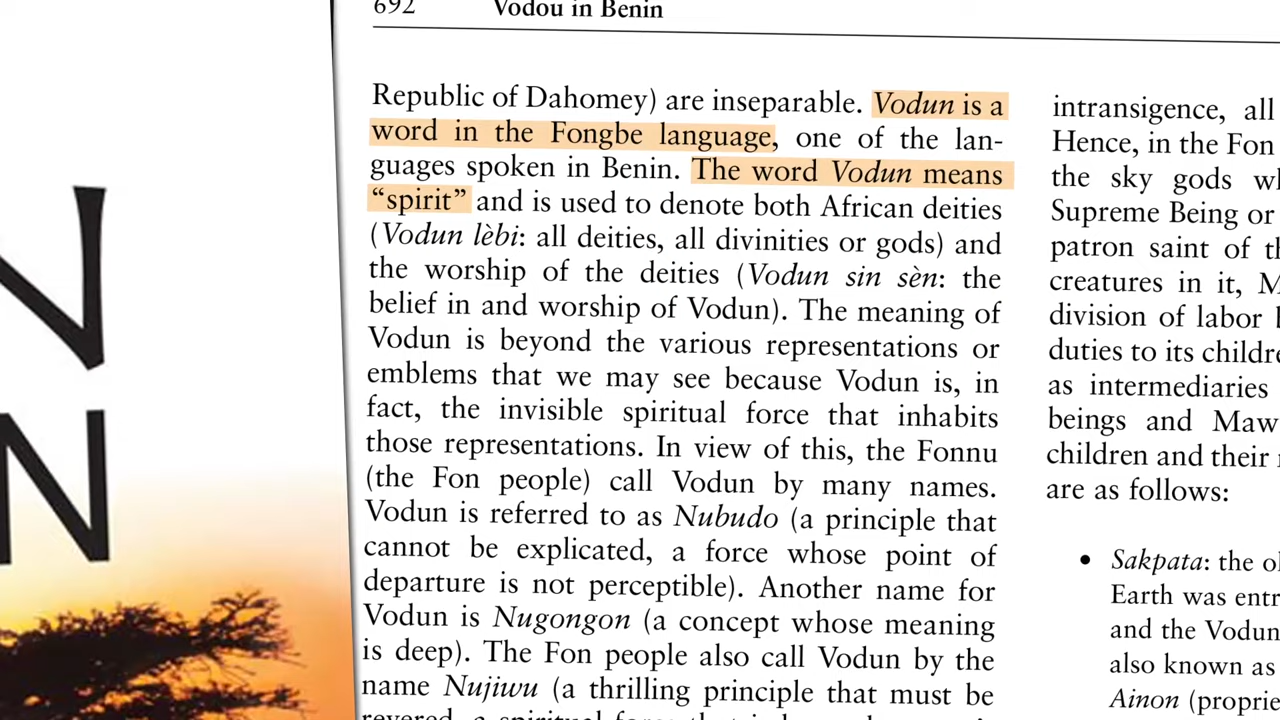 692 Vodou in Benin
Republic of Dahomey) are inseparable. Vodun is a
word in the Fongbe language, one of the lan-
guages spoken in Benin. The word Vodun means
“spirit” and is used to denote both African deities
(Vodun lèbi: all deities, all divinities or gods) and
the worship of the deities (Vodun sin sèn: the
belief in and worship of Vodun). The meaning of
Vodun is beyond the various representations or
emblems that we may see because Vodun is, in
fact, the invisible spiritual force that inhabits
those representations. In view of this, the Fonnu
(the Fon people) call Vodun by many names.
Vodun is referred to as Nubudo (a principle that
cannot be explicated, a force whose point of
departure is not perceptible). Another name for
Vodun is Nugongon (a concept whose meaning
is deep). The Fon people also call Vodun by the
name Nujiwu (a thrilling principle that must be
intransigence, all
Hence, in the Fon
the sky gods
Supreme Being or
patron saint of
creatures in it,
division of labor
duties to its
as intermediaries
beings and
children and their
are as follows:
• Sakpata: the
Earth was
and the Vodun
also known as
Ainon
N
N